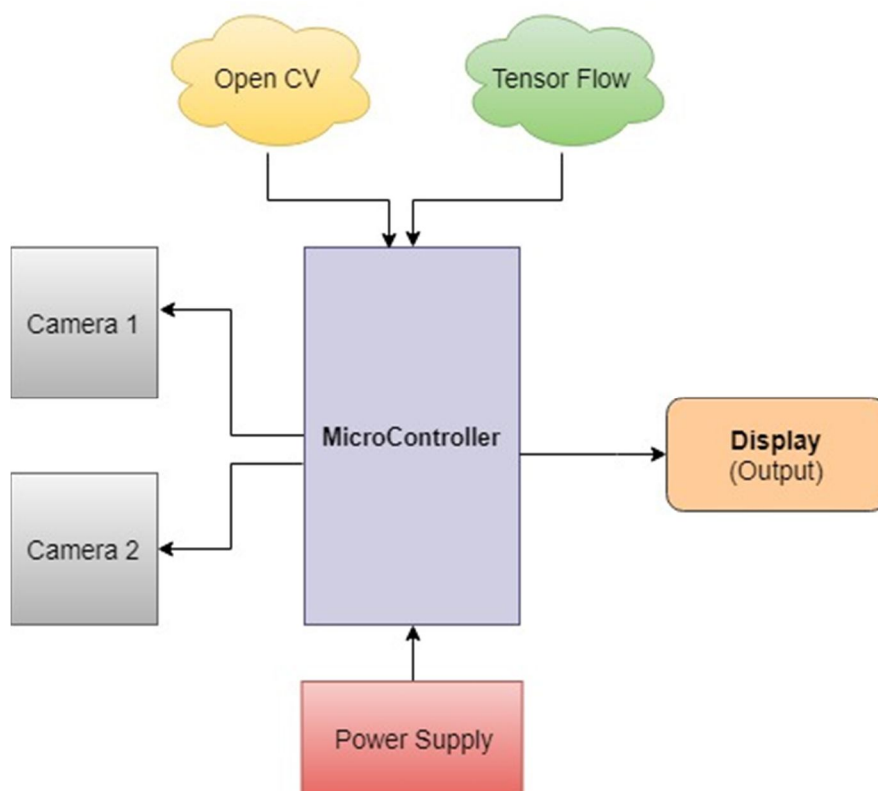 Open CV
Tensor Flow
Camera 1
MicroController
Display
(Output)
Camera 2
Power Supply